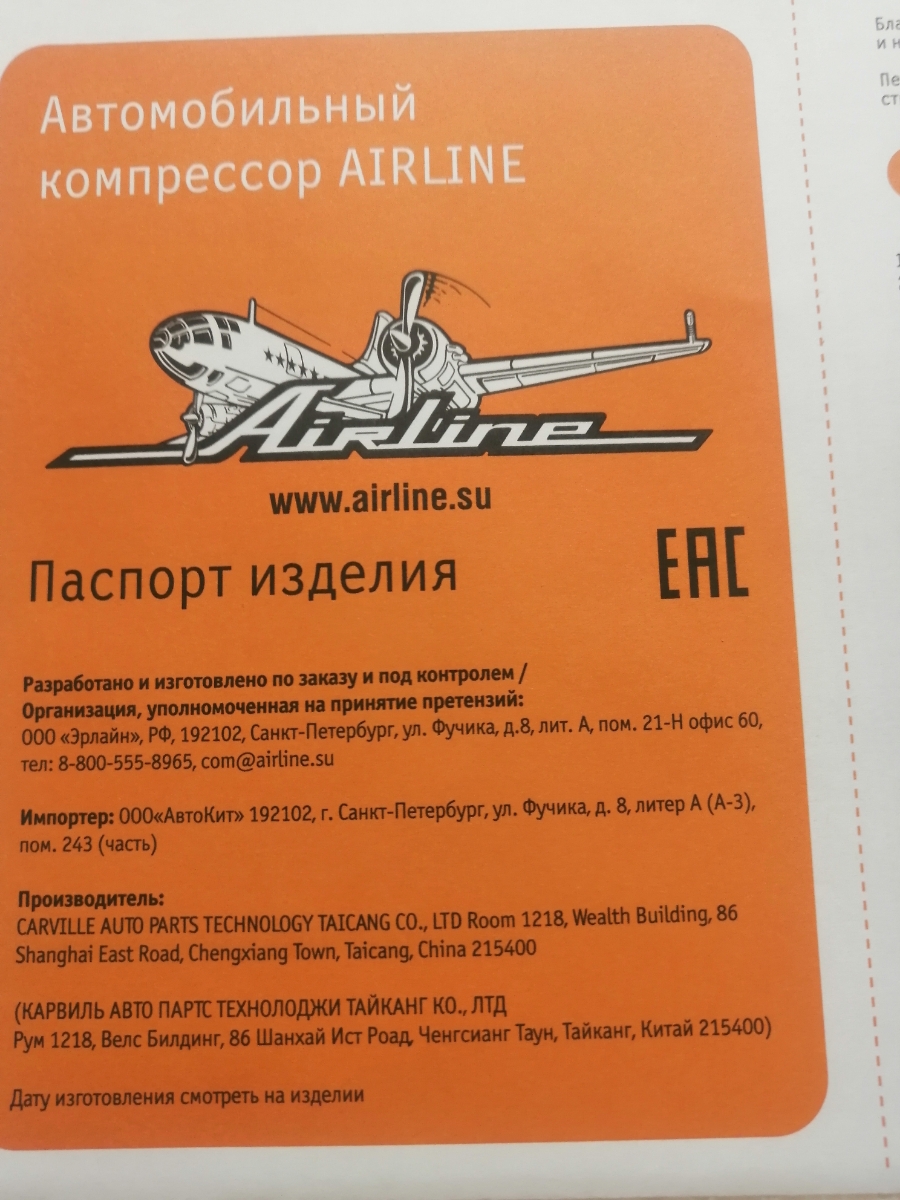 Автомобильный
компрессор AIRLINE
Airline
www.airline.su
Паспорт изделия
EAC
Разработано и изготовлено по заказу и под контролем /
Организация, уполномоченная на принятие претензий:
ООО «Эрлайн», РФ, 192102, Санкт-Петербург, ул. Фучика, д.8, лит. А, пом. 21-Н офис 60,
тел: 8-800-555-8965, com@airline.su
Импортер: ООО«АвтоКит» 192102, г. Санкт-Петербург, ул. Фучика, д. 8, литер А (А-3),
пом. 243 (часть)
Производитель:
CARVILLE AUTO PARTS TECHNOLOGY TAICANG CO., LTD Room 1218, Wealth Building, 86
Shanghai East Road, Chengxiang Town, Taicang, China 215400
(КАРВИЛЬ АВТО ПАРТС ТЕХНОЛОДЖИ ТАЙКАНГ КО., ЛТД
Рум 1218, Велс Билдинг, 86 Шанхай Ист Роад, Ченгсианг Таун, Тайканг, Китай 215400)
Дату изготовления смотреть на изделии